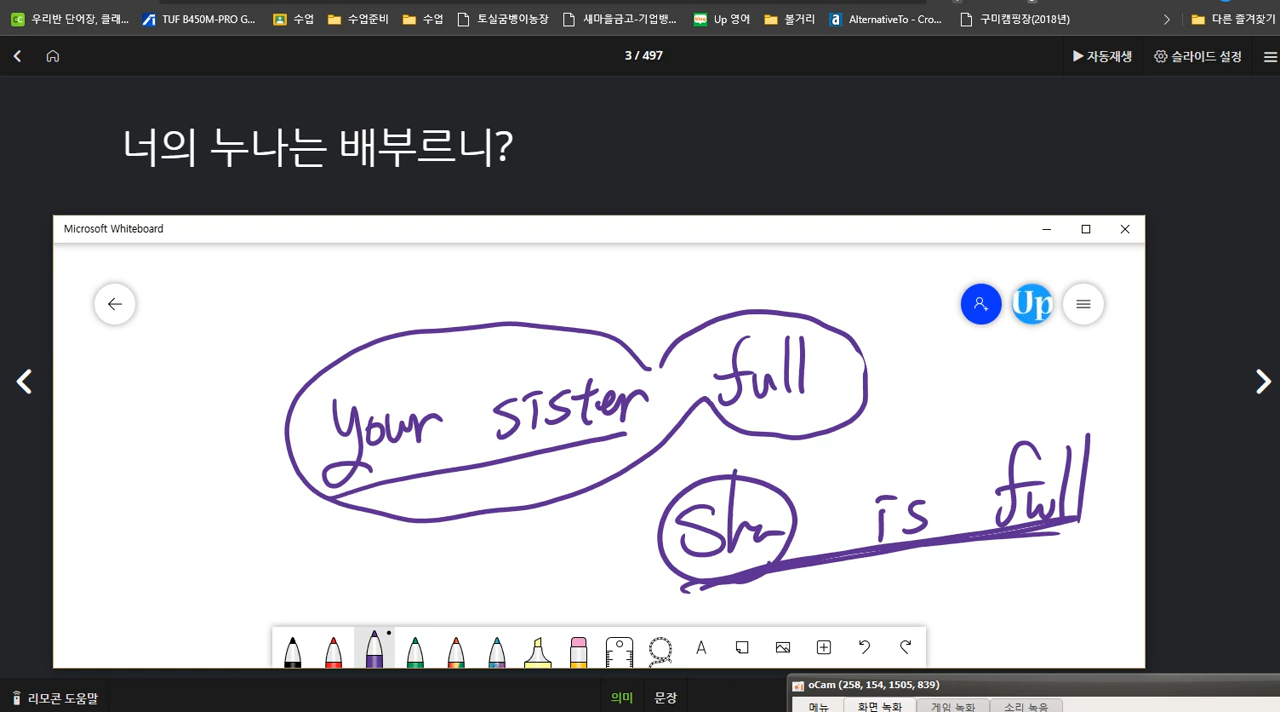 우리반 단어장, 클래... TUF B450M-PRO G... 수업 수업준비 수업 토실굼뱅이농장 새마을금고-기업뱅... Up 영어 볼거리 AlternativeTo - Cro... 구미캠핑장(2018년) 다른 즐겨찾기
3 / 497 자동재생 슬라이드 설정
너의 누나는 배부르니?
Microsoft Whiteboard
Up
your sister full
She is full
A
리모콘 도움말 의미 문장
oCam (258, 154, 1505, 839)
메뉴 화면 녹화 게임 녹화 소리 녹음